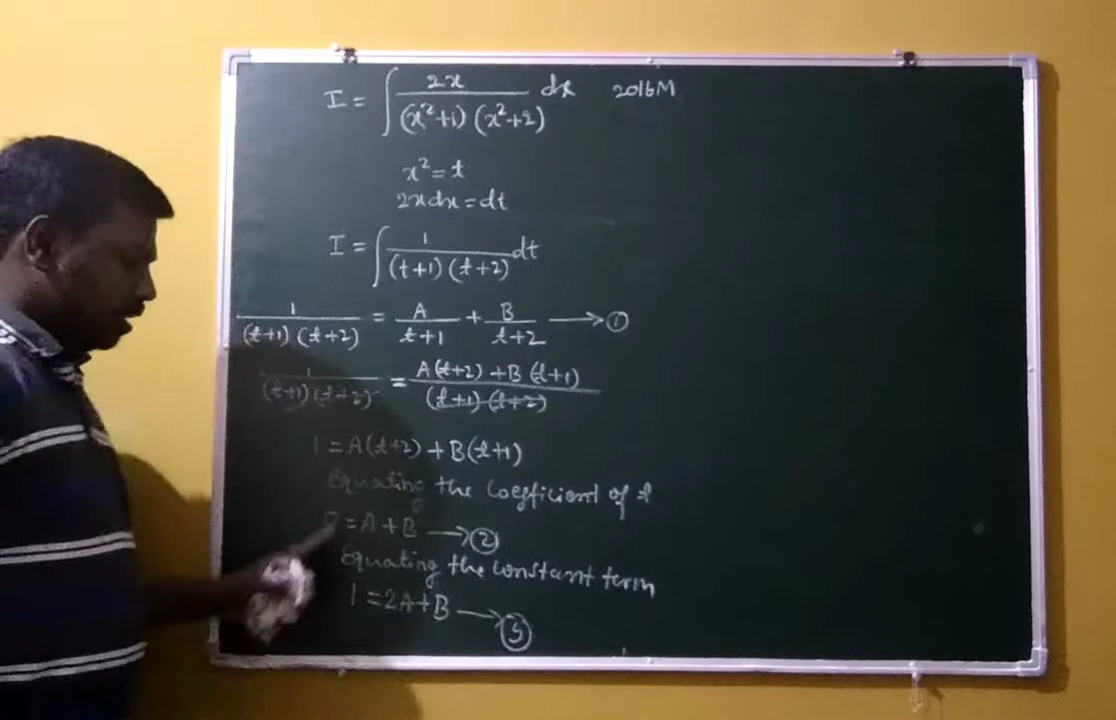 I = ∫ 2x / (x²+1) (x²+2) dx 2016M
x² = t
2xdx = dt
I = ∫ 1 / (t+1) (t+2) dt
1 / (t+1) (t+2) = A / t+1 + B / t+2 → ①
1 / (t+1) (t+2) = A(t+2) + B(t+1) / (t+1) (t+2)
1 = A(t+2) + B(t+1)
Equating the coefficient of t
0 = A + B → ②
Equating the constant term
1 = 2A + B → ③